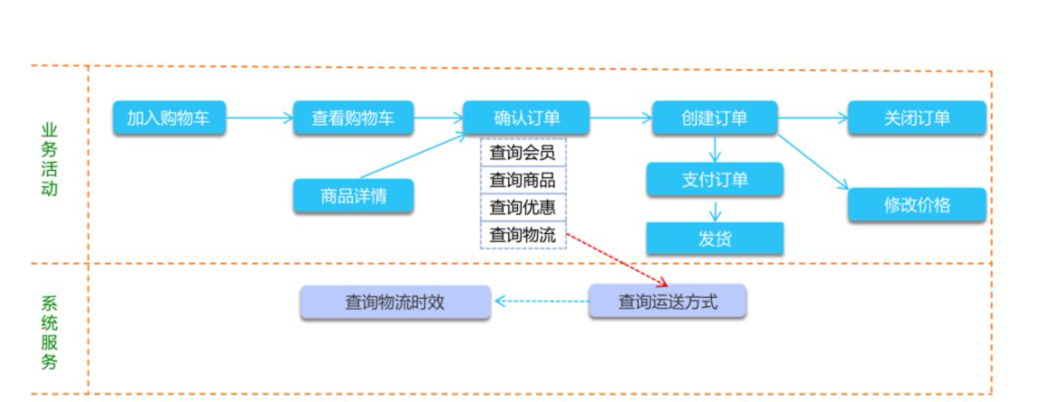 业务活动
加入购物车
查看购物车
确认订单
创建订单
关闭订单
查询会员
查询商品
查询优惠
查询物流
商品详情
支付订单
修改价格
发货
系统服务
查询物流时效
查询运送方式